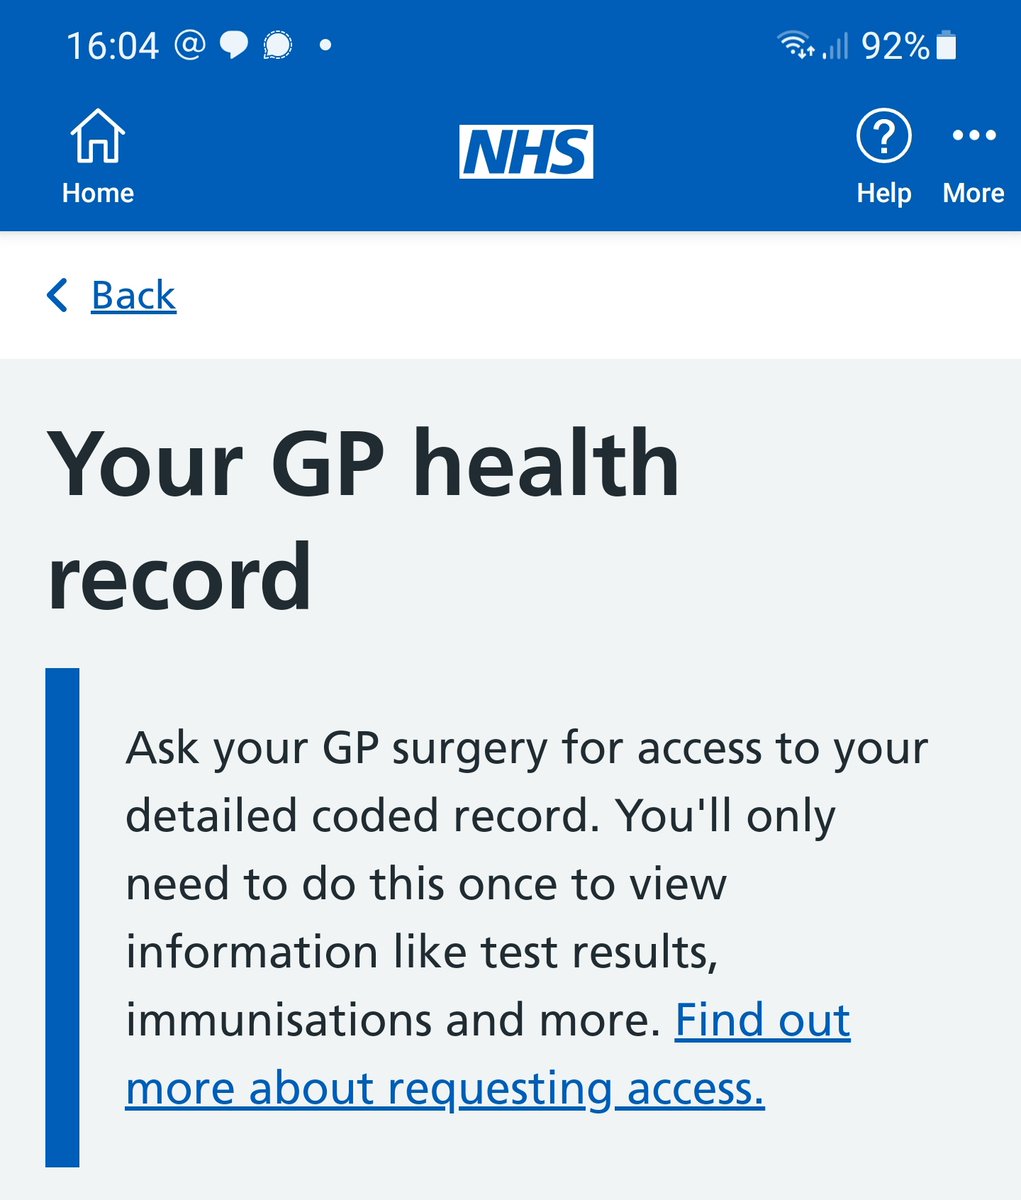 16:04 @ 92%
NHS
Home Help More
Back
Your GP health
record
Ask your GP surgery for access to your
detailed coded record. You'll only
need to do this once to view
information like test results,
immunisations and more. Find out
more about requesting access.